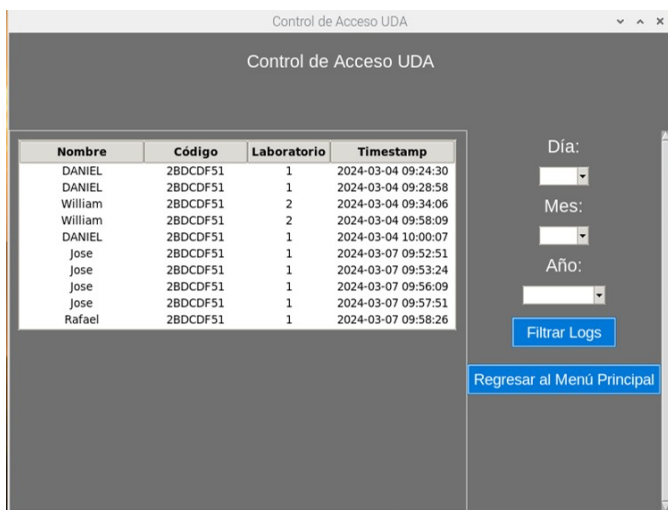 Control de Acceso UDA
Control de Acceso UDA
Nombre Código Laboratorio Timestamp
DANIEL 2BDCDF51 1 2024-03-04 09:24:30
DANIEL 2BDCDF51 1 2024-03-04 09:28:58
William 2BDCDF51 2 2024-03-04 09:34:06
William 2BDCDF51 2 2024-03-04 09:58:09
DANIEL 2BDCDF51 1 2024-03-04 10:00:07
Jose 2BDCDF51 1 2024-03-07 09:52:51
Jose 2BDCDF51 1 2024-03-07 09:53:24
Jose 2BDCDF51 1 2024-03-07 09:56:09
Jose 2BDCDF51 1 2024-03-07 09:57:51
Rafael 2BDCDF51 1 2024-03-07 09:58:26
Día:
Mes:
Año:
Filtrar Logs
Regresar al Menú Principal